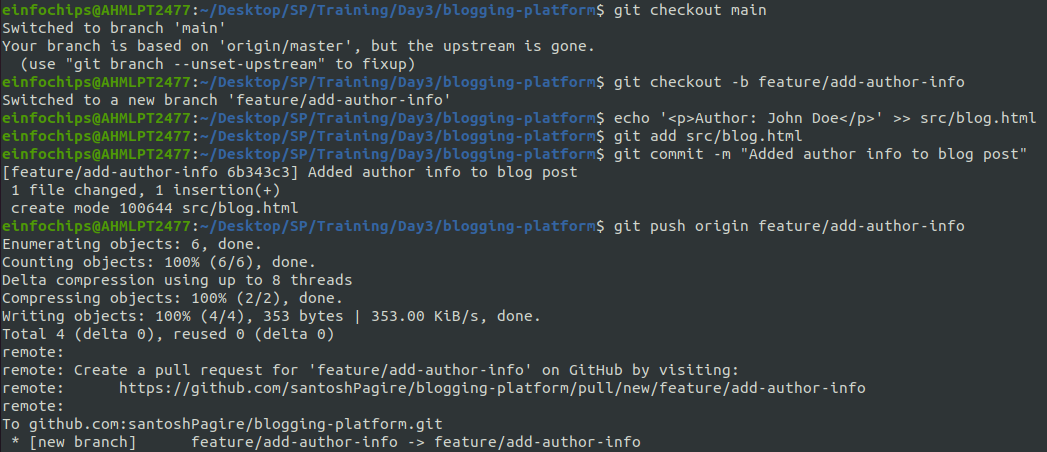 einfochips@AHMLPT2477:~/Desktop/SP/Training/Day3/blogging-platform$ git checkout main
Switched to branch 'main'
Your branch is based on 'origin/master', but the upstream is gone.
  (use "git branch --unset-upstream" to fixup)
einfochips@AHMLPT2477:~/Desktop/SP/Training/Day3/blogging-platform$ git checkout -b feature/add-author-info
Switched to a new branch 'feature/add-author-info'
einfochips@AHMLPT2477:~/Desktop/SP/Training/Day3/blogging-platform$ echo '<p>Author: John Doe</p>' >> src/blog.html
einfochips@AHMLPT2477:~/Desktop/SP/Training/Day3/blogging-platform$ git add src/blog.html
einfochips@AHMLPT2477:~/Desktop/SP/Training/Day3/blogging-platform$ git commit -m "Added author info to blog post"
[feature/add-author-info 6b343c3] Added author info to blog post
 1 file changed, 1 insertion(+)
 create mode 100644 src/blog.html
einfochips@AHMLPT2477:~/Desktop/SP/Training/Day3/blogging-platform$ git push origin feature/add-author-info
Enumerating objects: 6, done.
Counting objects: 100% (6/6), done.
Delta compression using up to 8 threads
Compressing objects: 100% (2/2), done.
Writing objects: 100% (4/4), 353 bytes | 353.00 KiB/s, done.
Total 4 (delta 0), reused 0 (delta 0)
remote:
remote: Create a pull request for 'feature/add-author-info' on GitHub by visiting:
remote:      https://github.com/santoshPagire/blogging-platform/pull/new/feature/add-author-info
remote:
To github.com:santoshPagire/blogging-platform.git
 * [new branch]      feature/add-author-info -> feature/add-author-info